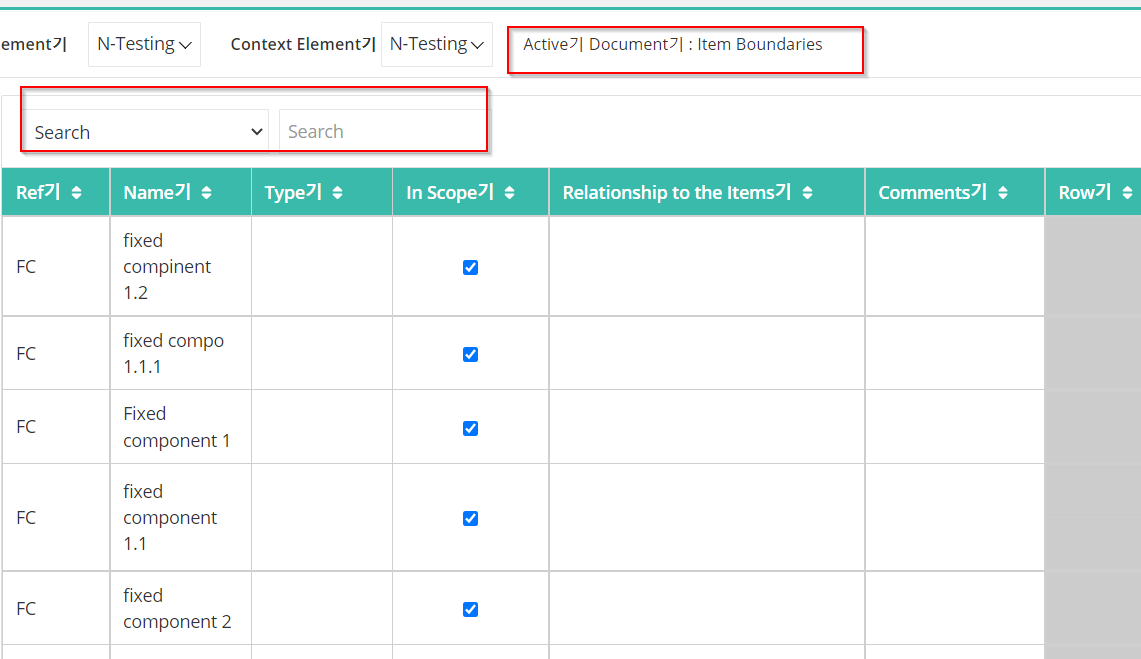 ement기
N-Testing
Context Element기
N-Testing
Active기 Document기 : Item Boundaries
Search
Search
Ref기
Name기
Type기
In Scope기
Relationship to the Items기
Comments기
Row기
FC
fixed
compinent
1.2
FC
fixed compo
1.1.1
FC
Fixed
component 1
FC
fixed
component
1.1
FC
fixed
component 2